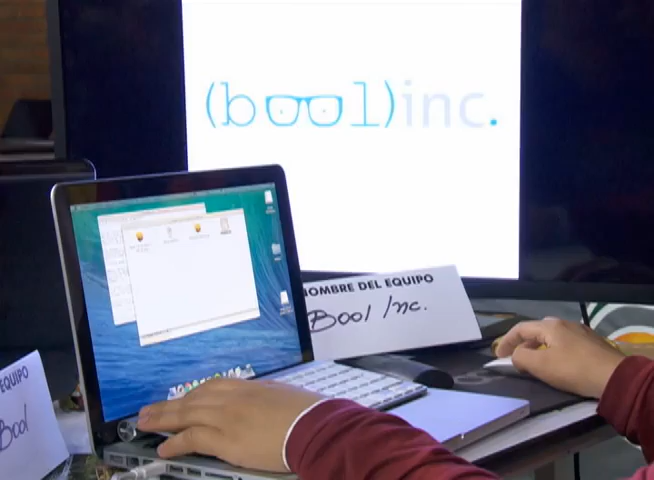 (bool)inc.
NOMBRE DEL EQUIPO
Bool Inc.
EQUIPO
Bool